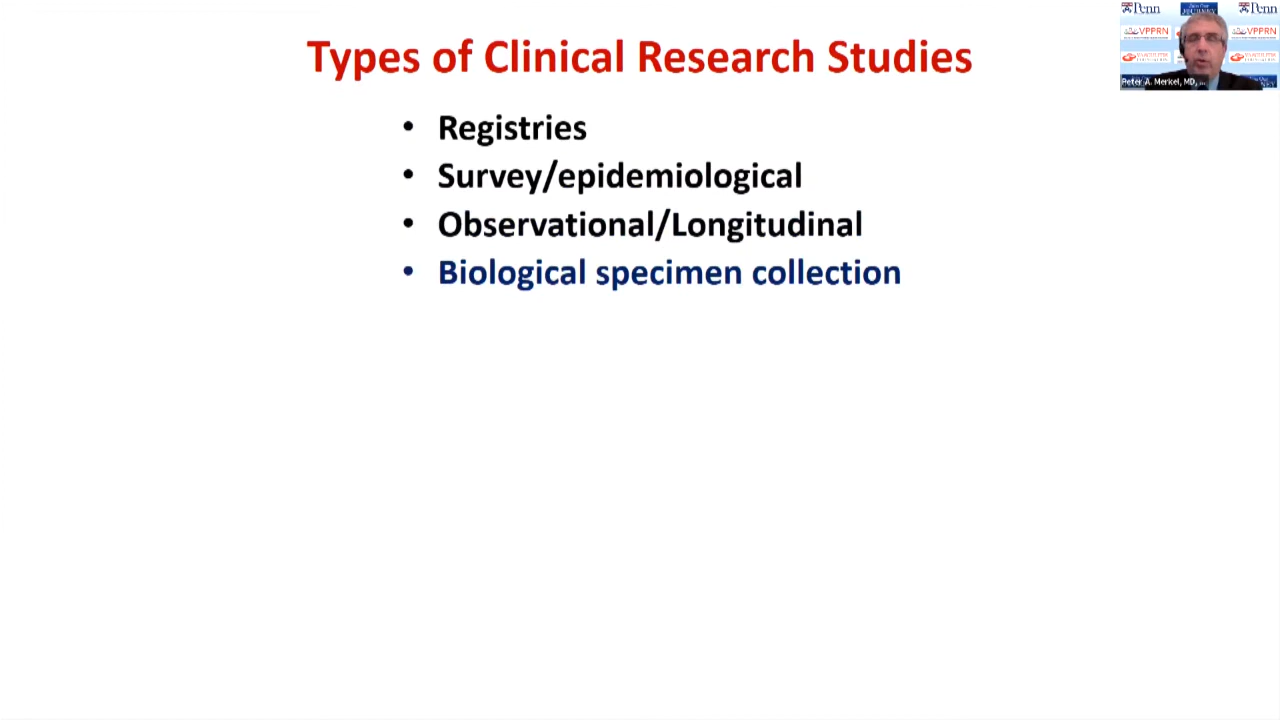 Types of Clinical Research Studies
• Registries
• Survey/epidemiological
• Observational/Longitudinal
• Biological specimen collection
Penn
Penn
VPPRN
VPPRN
Peter A. Merkel, MD,